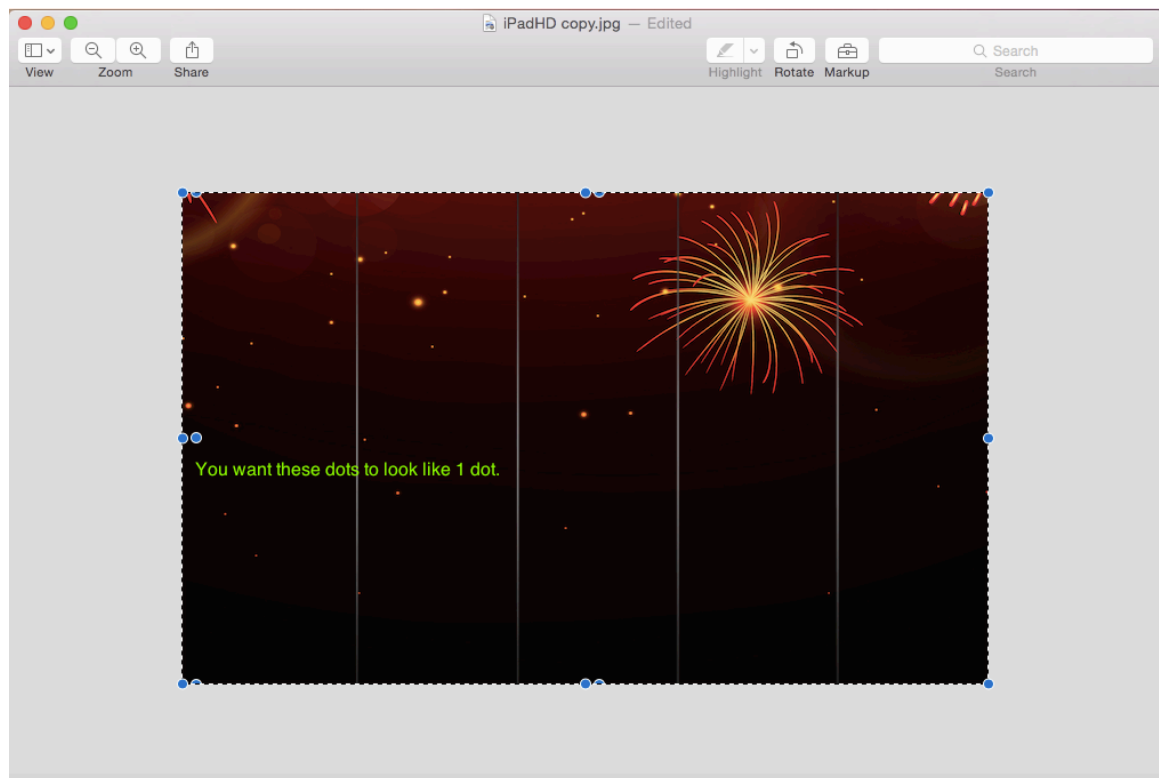 iPadHD copy.jpg — Edited
View Zoom Share Highlight Rotate Markup Search
Search
You want these dots to look like 1 dot.